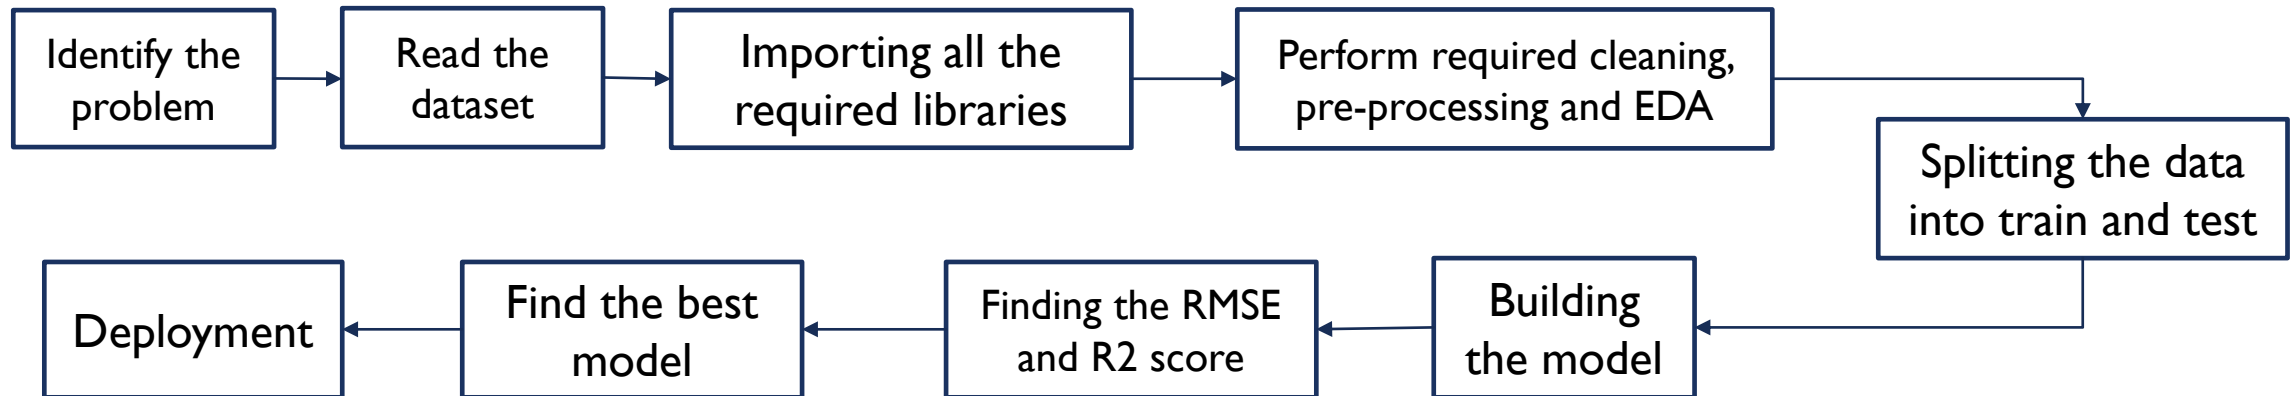 Identify the
problem
Read the
dataset
Importing all the
required libraries
Perform required cleaning,
pre-processing and EDA
Splitting the data
into train and test
Building
the model
Finding the RMSE
and R2 score
Find the best
model
Deployment